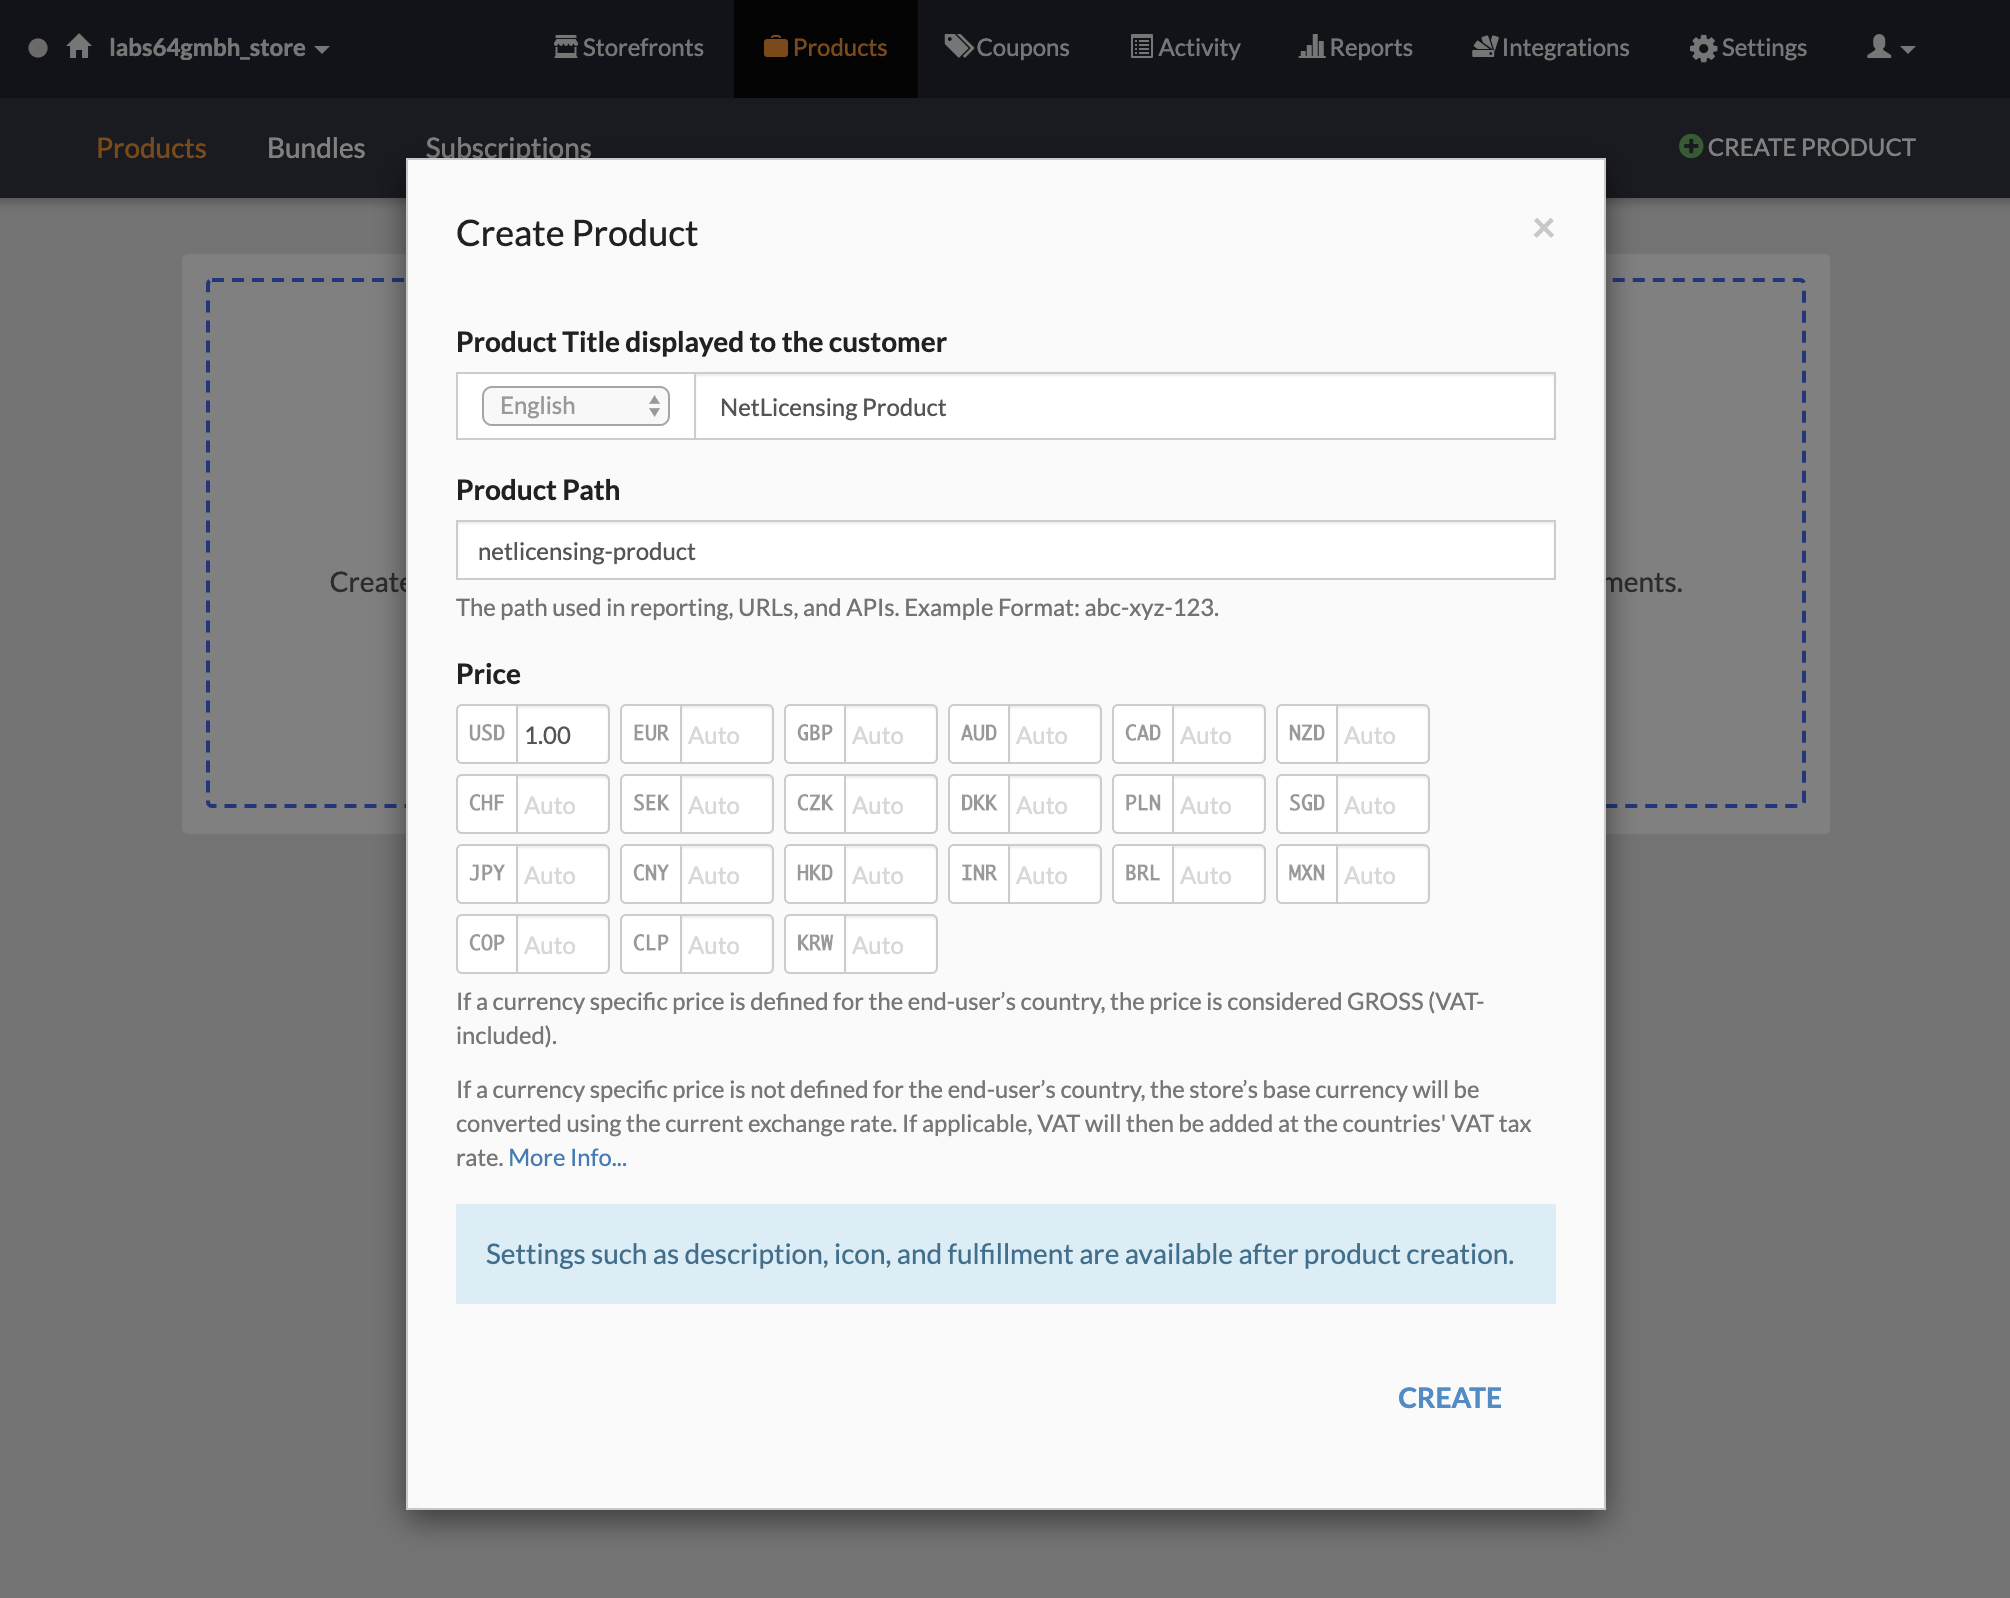 labs64gmbh_store
Storefronts
Products
Coupons
Activity
Reports
Integrations
Settings
Products
Bundles
Subscriptions
CREATE PRODUCT
Create Product
×
Product Title displayed to the customer
English
NetLicensing Product
Product Path
netlicensing-product
Create
ments.
The path used in reporting, URLs, and APIs. Example Format: abc-xyz-123.
Price
USD 1.00 EUR Auto GBP Auto AUD Auto CAD Auto NZD Auto
CHF Auto SEK Auto CZK Auto DKK Auto PLN Auto SGD Auto
JPY Auto CNY Auto HKD Auto INR Auto BRL Auto MXN Auto
COP Auto CLP Auto KRW Auto
If a currency specific price is defined for the end-user’s country, the price is considered GROSS (VAT-
included).
If a currency specific price is not defined for the end-user’s country, the store’s base currency will be
converted using the current exchange rate. If applicable, VAT will then be added at the countries' VAT tax
rate. More Info...
Settings such as description, icon, and fulfillment are available after product creation.
CREATE